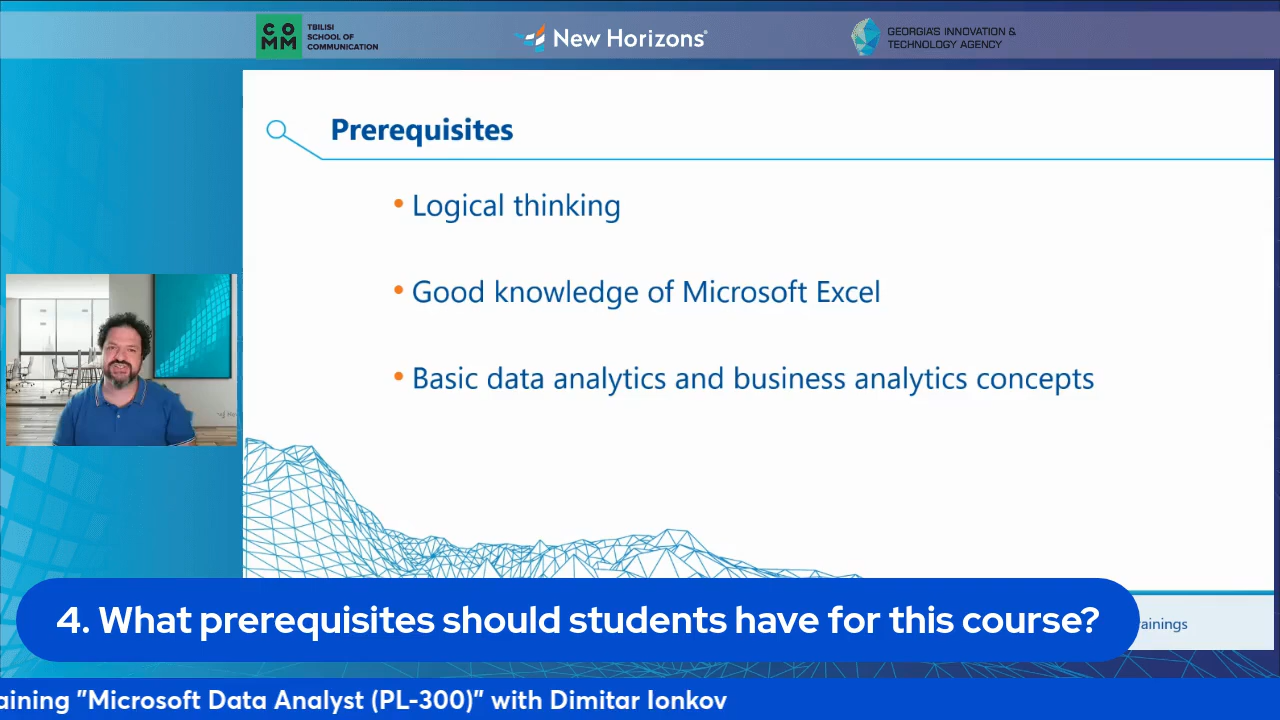 COMM
TBILISI
SCHOOL OF
COMMUNICATION
New Horizons®
GEORGIA'S INNOVATION &
TECHNOLOGY AGENCY
Prerequisites
• Logical thinking
• Good knowledge of Microsoft Excel
• Basic data analytics and business analytics concepts
4. What prerequisites should students have for this course?
ainings
aining "Microsoft Data Analyst (PL-300)" with Dimitar Ionkov